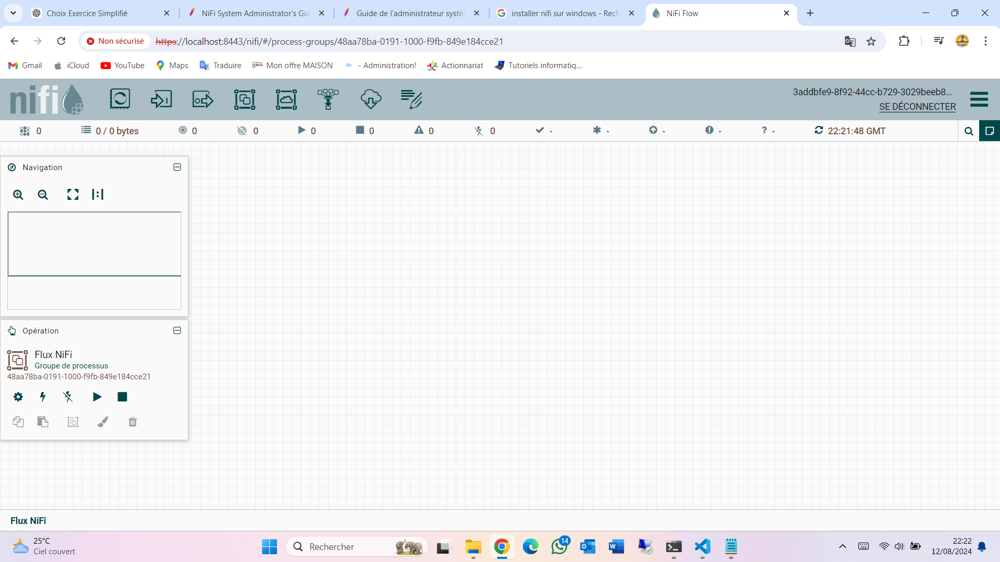 Choix Exercice Simplifié
NiFi System Administrator's Gui
Guide de l'administrateur systèr
installer nifi sur windows - Rech
NiFi Flow
Non sécurisé
https://localhost:8443/nifi/#/process-groups/48aa78ba-0191-1000-f9fb-849e184cce21
Gmail
iCloud
YouTube
Maps
Traduire
Mon offre MAISON
- Administration!
Actionnariat
Tutoriels informatiq...
nifi
3addbfe9-8f92-44cc-b729-3029beeb8...
SE DÉCONNECTER
0
0 / 0 bytes
0
0
0
0
0
0
-
-
-
-
? -
22:21:48 GMT
Navigation
Opération
Flux NiFi
Groupe de processus
48aa78ba-0191-1000-f9fb-849e184cce21
Flux NiFi
25°C
Ciel couvert
Rechercher
14
22:22
12/08/2024